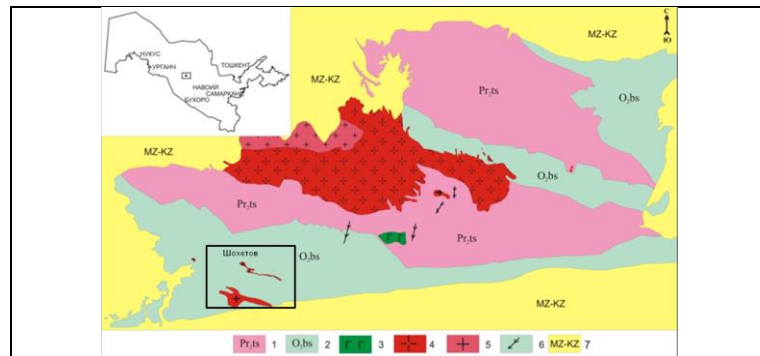 НУКУС
УРГАНЧ
ТОШКЕНТ
НАВОИЙ
САМАРКАНД
БУХОРО
MZ-KZ
MZ-KZ
С
Ю
MZ-KZ
Pr₂ts
O₂bs
MZ-KZ
O₂bs
Pr₂ts
Pr₂ts
O₂bs
Шохетов
MZ-KZ
Pr₂ts 1 O₂bs 2 3 4 5 6 MZ-KZ 7